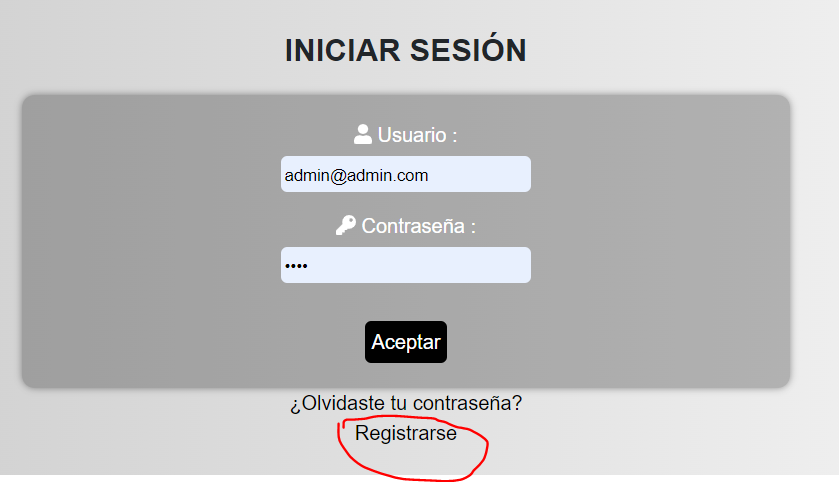 INICIAR SESIÓN
Usuario :
admin@admin.com
Contraseña :
••••
Aceptar
¿Olvidaste tu contraseña?
Registrarse